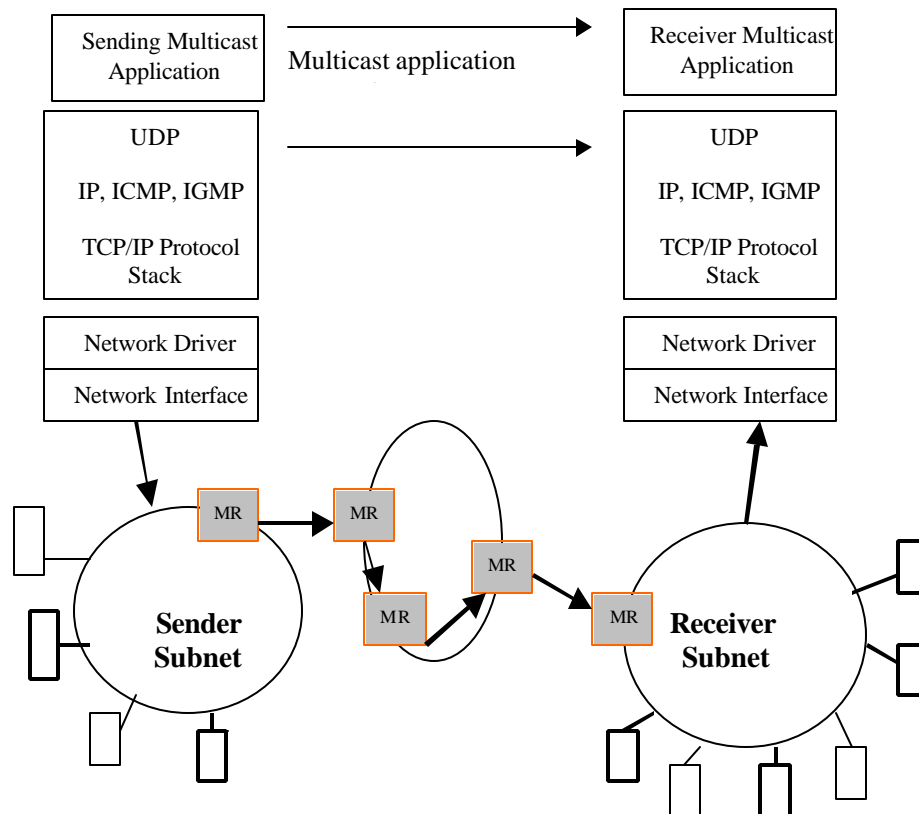 Sending Multicast
Application
Multicast application
Receiver Multicast
Application
UDP
IP, ICMP, IGMP
TCP/IP Protocol
Stack
UDP
IP, ICMP, IGMP
TCP/IP Protocol
Stack
Network Driver
Network Interface
Network Driver
Network Interface
MR
MR
MR
MR
MR
Sender
Subnet
Receiver
Subnet